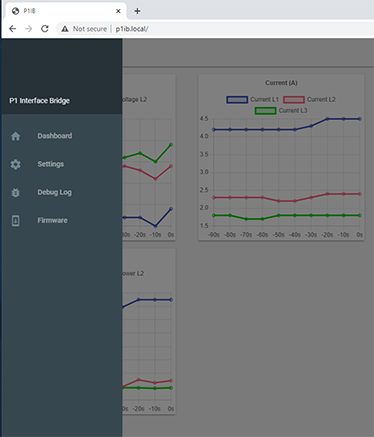 P1IB
Not secure | p1ib.local/
P1 Interface Bridge
Dashboard
Settings
Debug Log
Firmware
oltage L2
-20s -10s 0s
Current (A)
Current L1 Current L2
Current L3
4.5
4.0
3.5
3.0
2.5
2.0
1.5
-90s -80s -70s -60s -50s -40s -30s -20s -10s 0s
ower L2
-20s -10s 0s